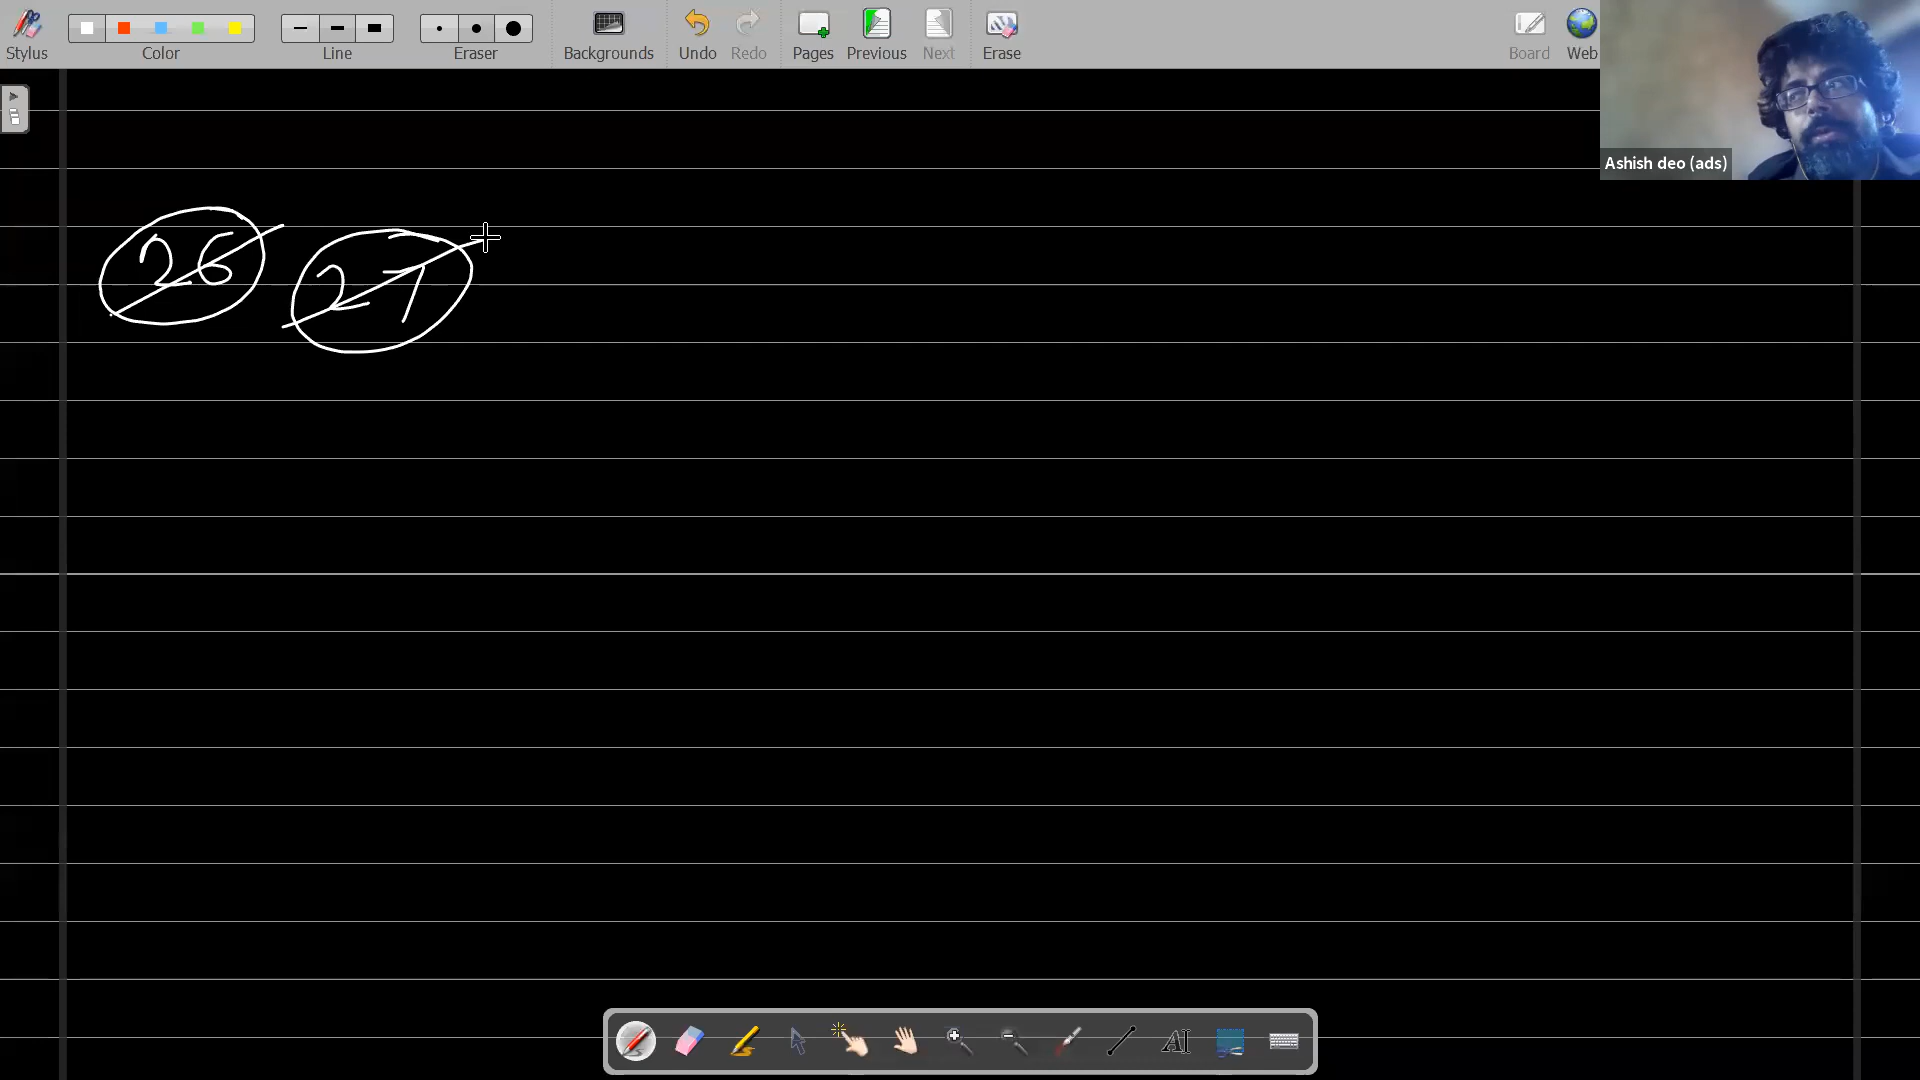 Stylus Color Line Eraser Backgrounds Undo Redo Pages Previous Next Erase Board Web
Ashish deo (ads)
26 27